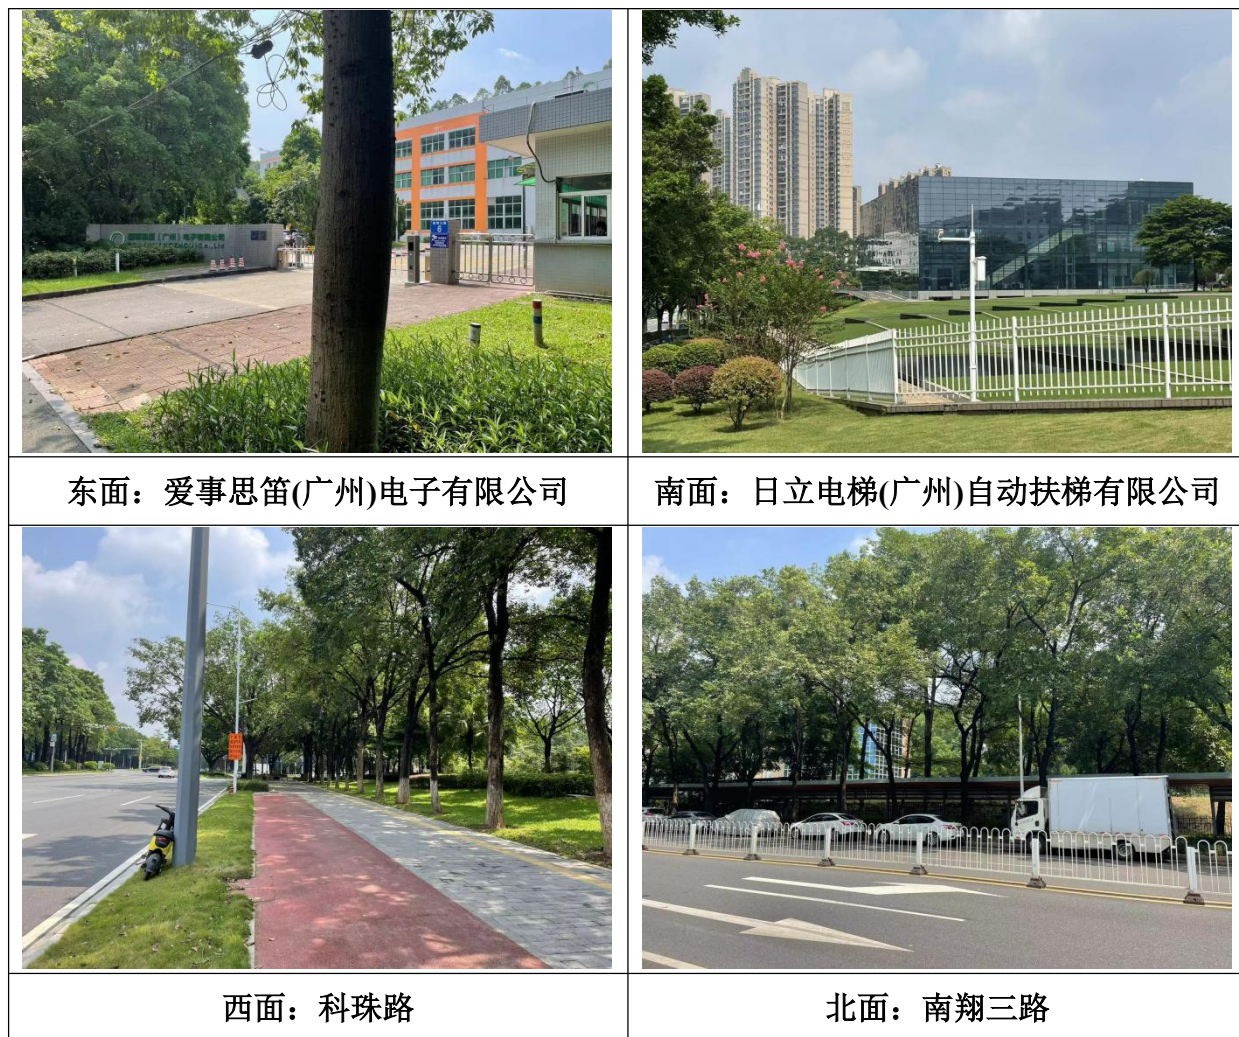 东面：爱事思笛(广州)电子有限公司
南面：日立电梯(广州)自动扶梯有限公司
西面：科珠路
北面：南翔三路